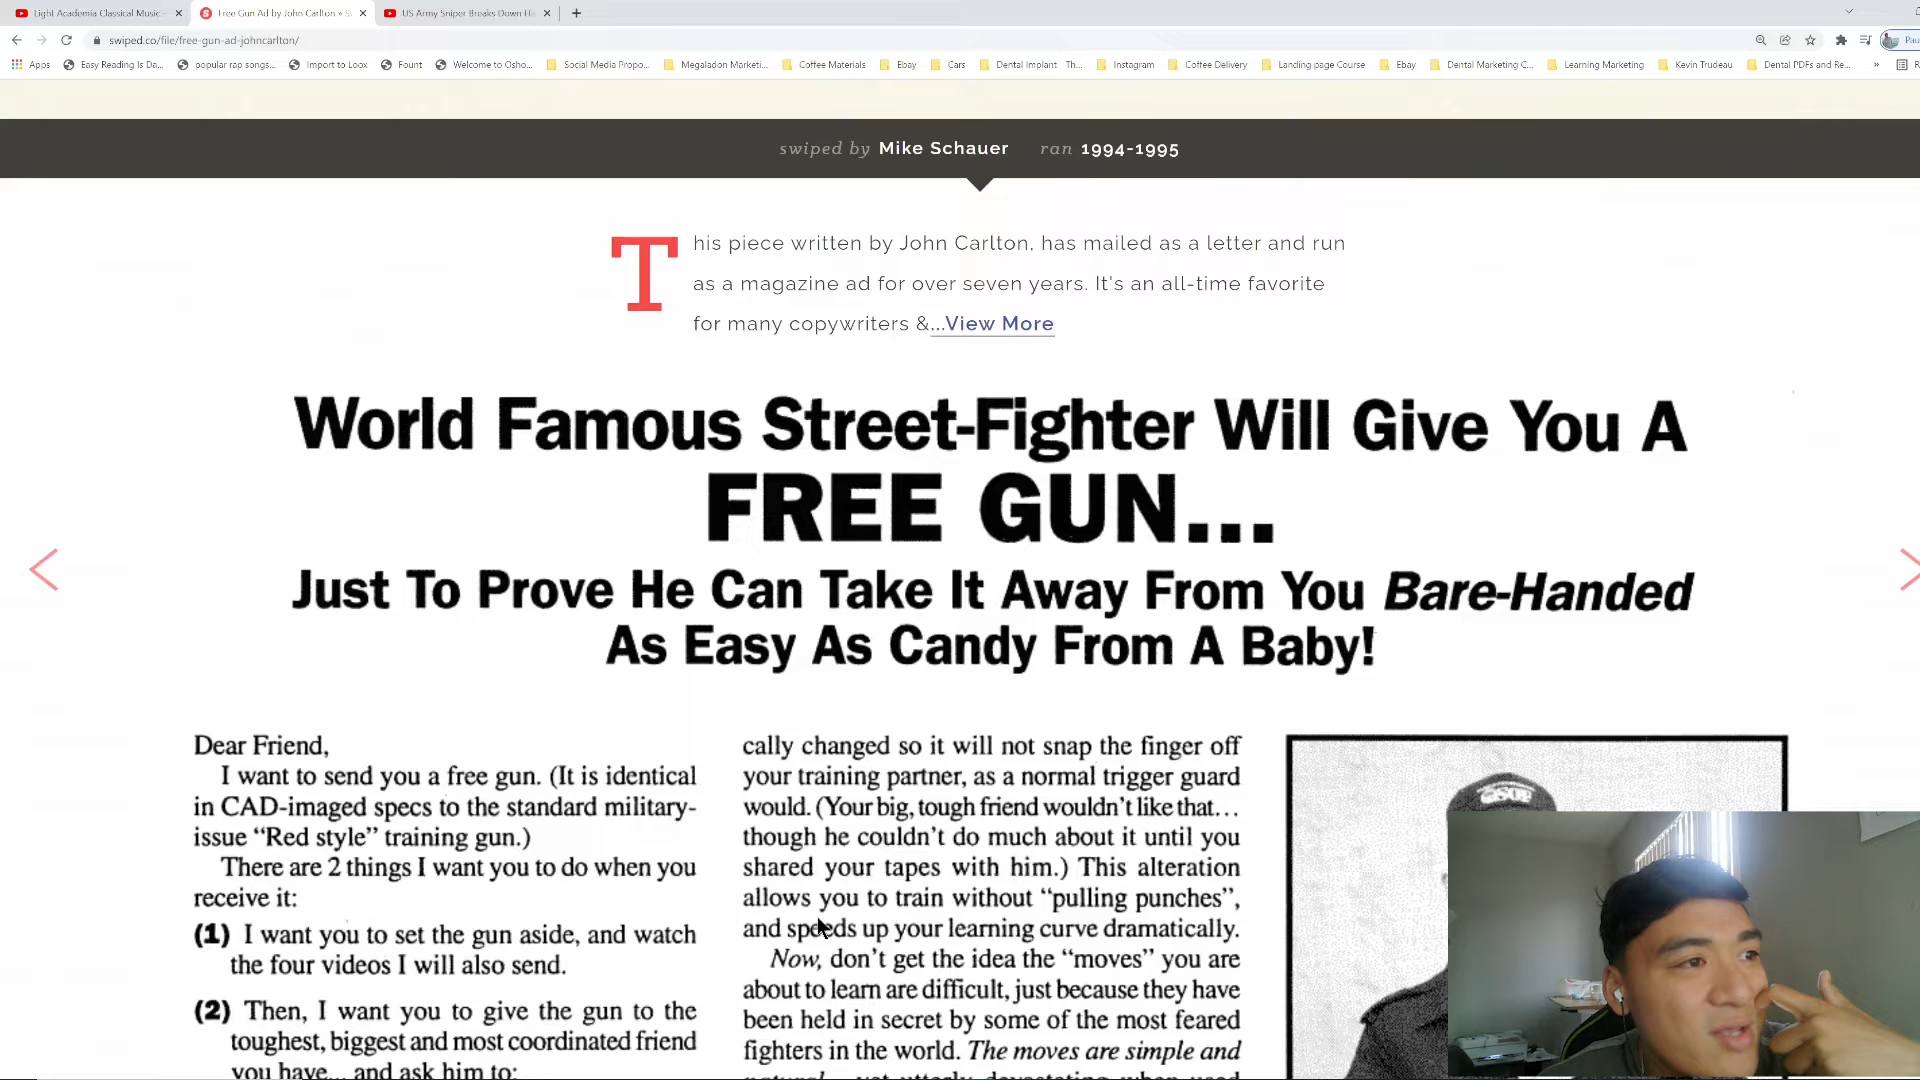 Light Academia Classical Music -
Free Gun Ad by John Carlton » S
US Army Sniper Breaks Down Hi
swiped.co/file/free-gun-ad-johncarlton/
Apps
Easy Reading Is Da...
popular rap songs...
Import to Loox
Fount
Welcome to Osho...
Social Media Propo...
Megaladon Marketi...
Coffee Materials
Ebay
Cars
Dental Implant Th...
Instagram
Coffee Delivery
Landing page Course
Ebay
Dental Marketing C...
Learning Marketing
Kevin Trudeau
Dental PDFs and Re...
swiped by Mike Schauer ran 1994-1995
This piece written by John Carlton, has mailed as a letter and run
as a magazine ad for over seven years. It's an all-time favorite
for many copywriters &...View More
World Famous Street-Fighter Will Give You A
FREE GUN...
Just To Prove He Can Take It Away From You Bare-Handed
As Easy As Candy From A Baby!
Dear Friend,
I want to send you a free gun. (It is identical
in CAD-imaged specs to the standard military-
issue “Red style” training gun.)
There are 2 things I want you to do when you
receive it:
(1) I want you to set the gun aside, and watch
the four videos I will also send.
(2) Then, I want you to give the gun to the
toughest, biggest and most coordinated friend
you have... and ask him to:
cally changed so it will not snap the finger off
your training partner, as a normal trigger guard
would. (Your big, tough friend wouldn’t like that…
though he couldn’t do much about it until you
shared your tapes with him.) This alteration
allows you to train without “pulling punches”,
and speeds up your learning curve dramatically.
Now, don’t get the idea the “moves” you are
about to learn are difficult, just because they have
been held in secret by some of the most feared
fighters in the world. The moves are simple and